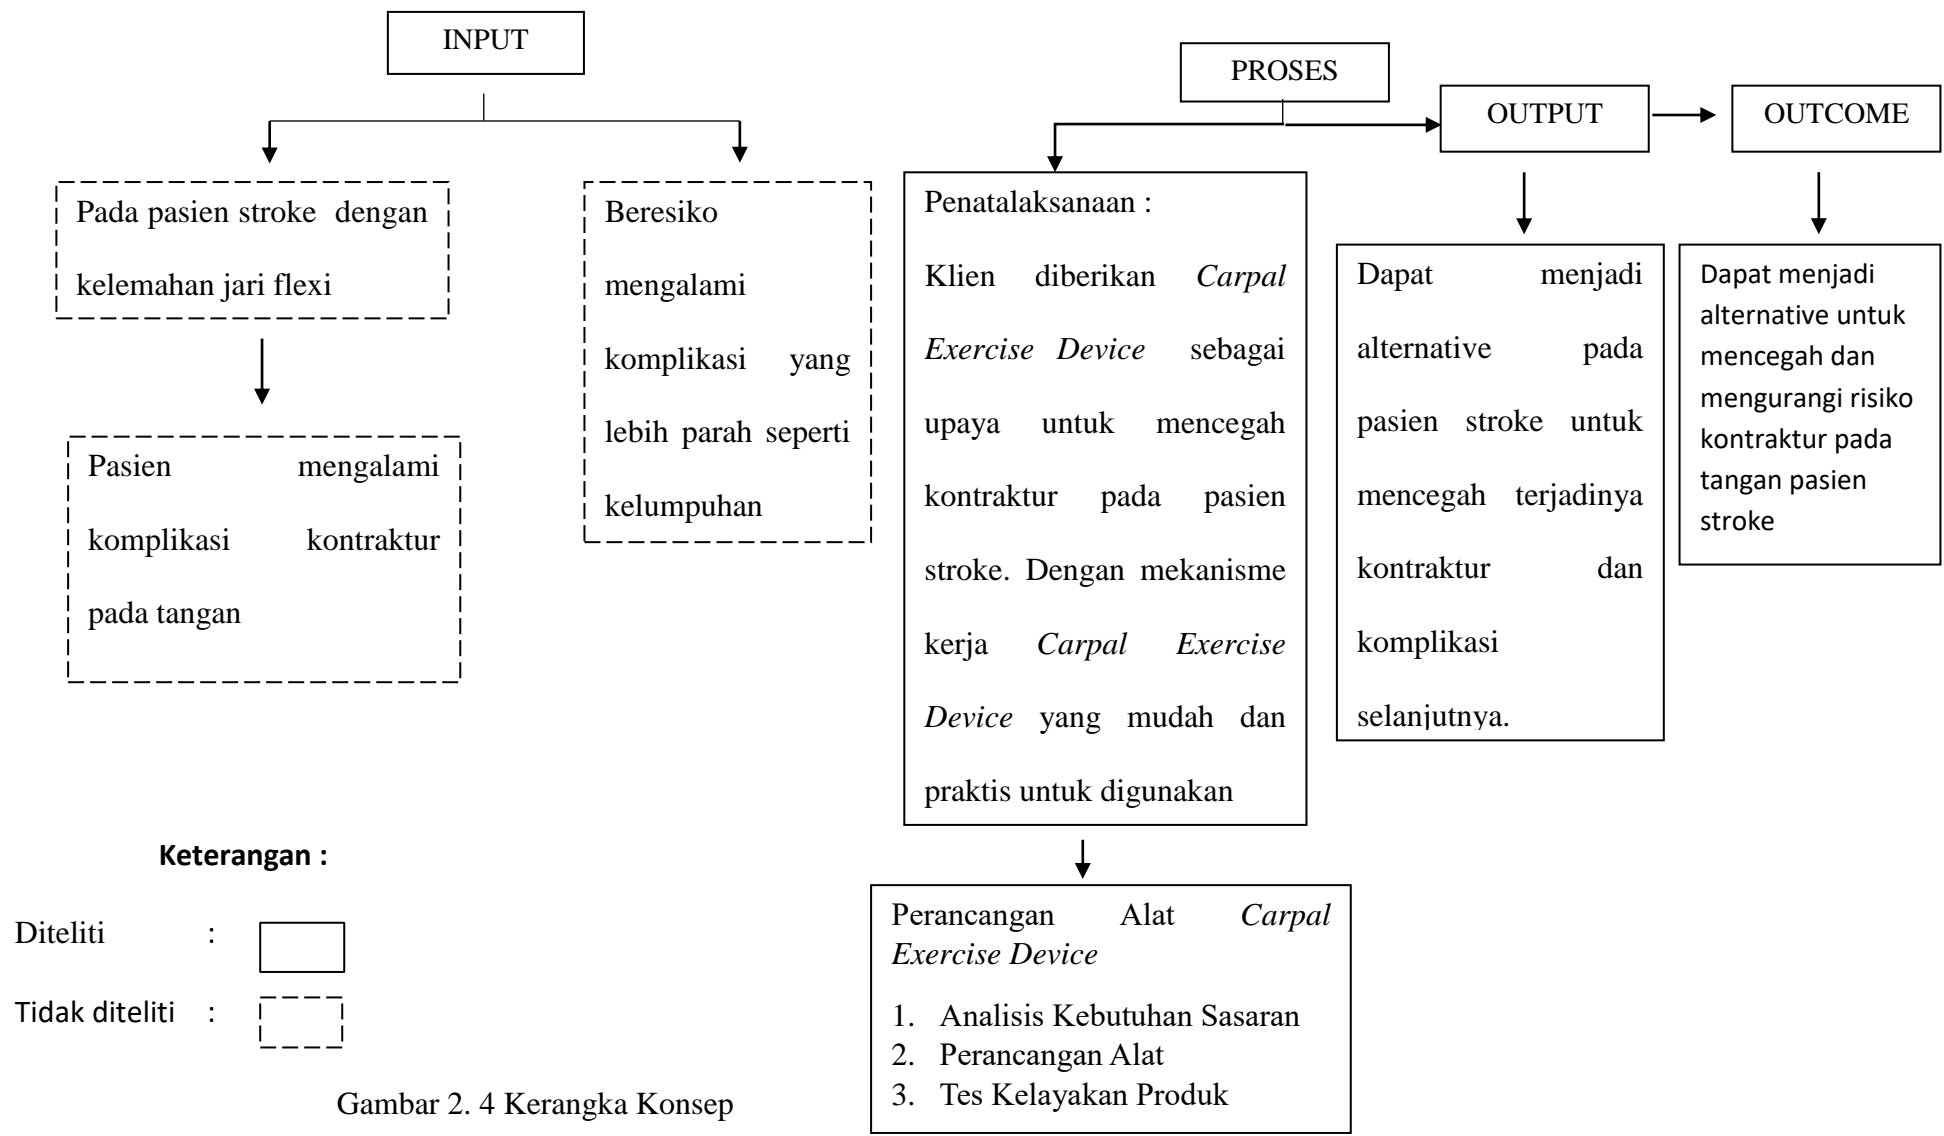 INPUT
Pada pasien stroke dengan
kelemahan jari flexi
Pasien mengalami
komplikasi kontraktur
pada tangan
Beresiko
mengalami
komplikasi yang
lebih parah seperti
kelumpuhan
PROSES
Penatalaksanaan :
Klien diberikan Carpal
Exercise Device sebagai
upaya untuk mencegah
kontraktur pada pasien
stroke. Dengan mekanisme
kerja Carpal Exercise
Device yang mudah dan
praktis untuk digunakan
Perancangan Alat Carpal
Exercise Device
1. Analisis Kebutuhan Sasaran
2. Perancangan Alat
3. Tes Kelayakan Produk
OUTPUT
Dapat menjadi
alternative pada
pasien stroke untuk
mencegah terjadinya
kontraktur dan
komplikasi
selanjutnya.
OUTCOME
Dapat menjadi
alternative untuk
mencegah dan
mengurangi risiko
kontraktur pada
tangan pasien
stroke
Keterangan :
Diteliti :
Tidak diteliti :
Gambar 2. 4 Kerangka Konsep